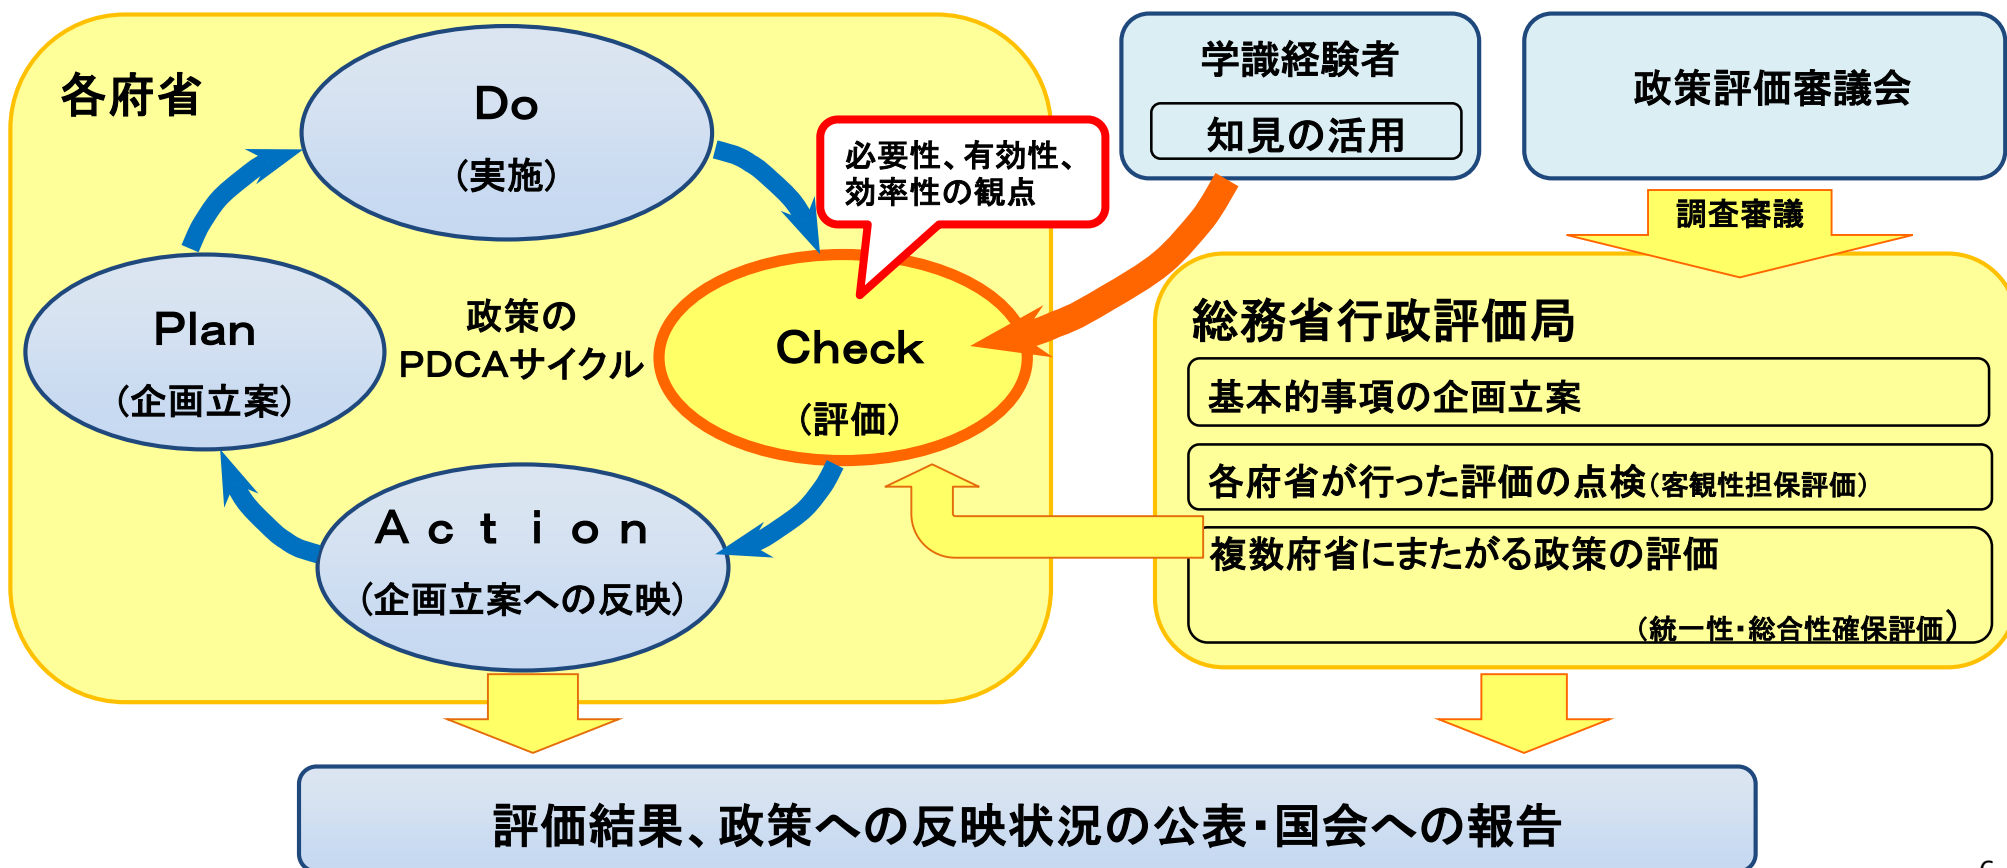 各府省
Do
(実施)
必要性、有効性、
効率性の観点
学識経験者
知見の活用
政策評価審議会
調査審議
Plan
(企画立案)
政策の
PDCAサイクル
Check
(評価)
Action
(企画立案への反映)
総務省行政評価局
基本的事項の企画立案
各府省が行った評価の点検(客観性担保評価)
複数府省にまたがる政策の評価
(統一性・総合性確保評価)
評価結果、政策への反映状況の公表・国会への報告